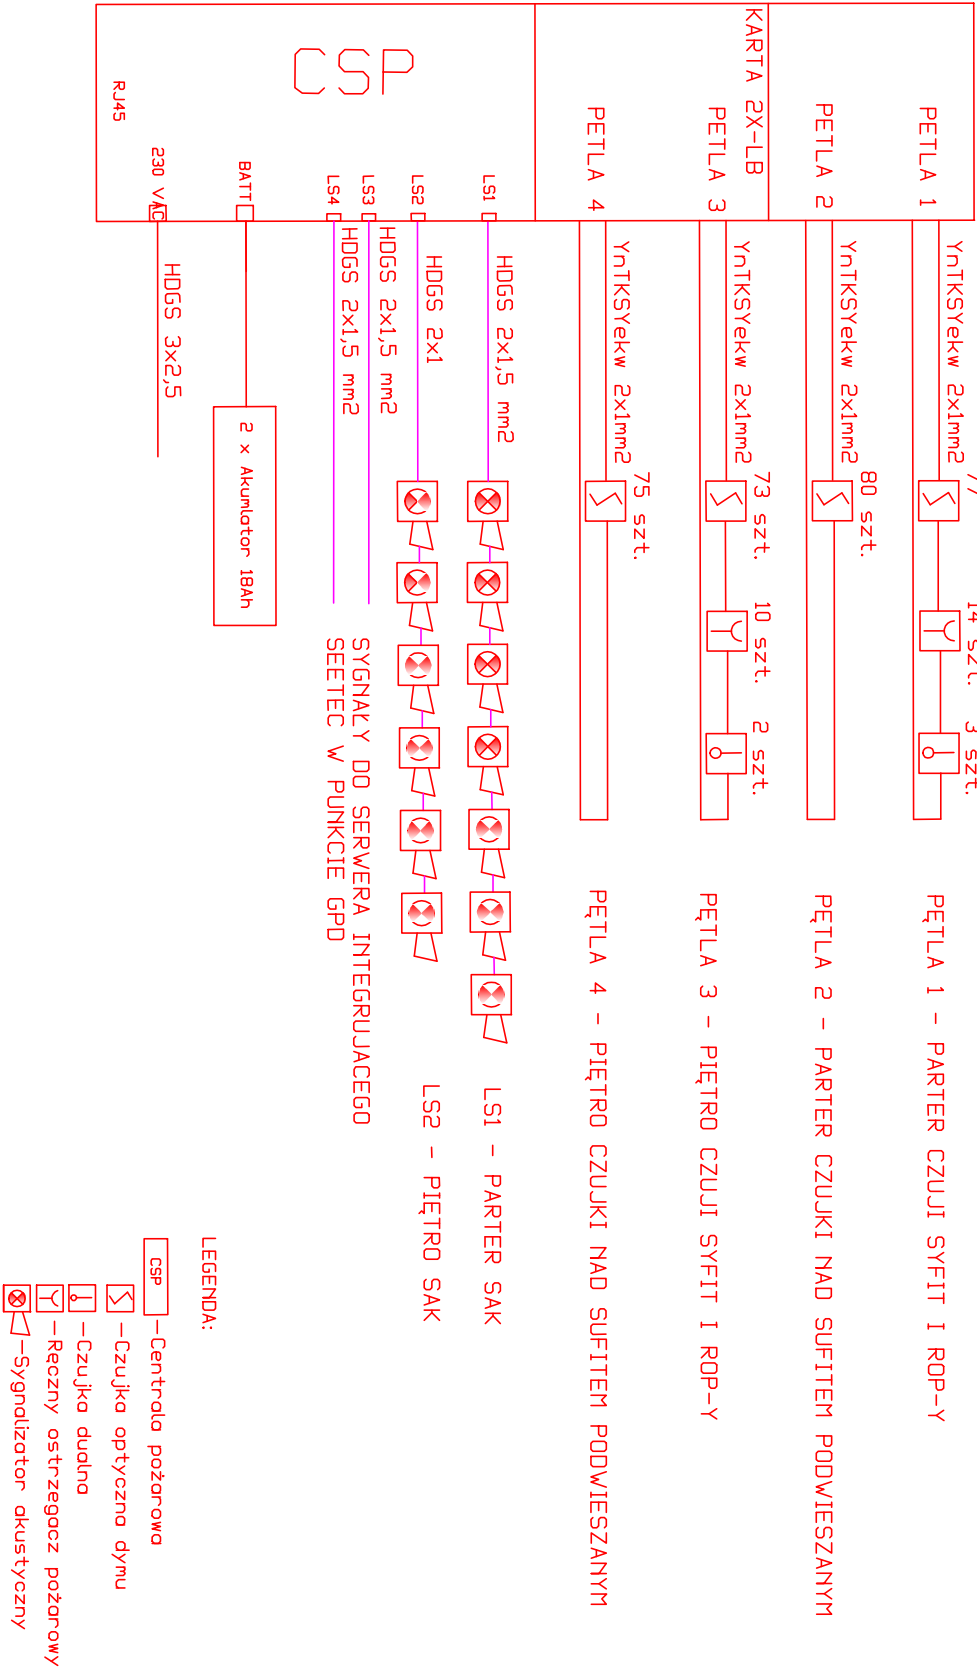 PETLA 1
YnTKSYekw 2x1mm2
14 szt.
3 szt.
PĘTLA 1 - PARTER CZUJI SYFIT I ROP-Y
PETLA 2
YnTKSYekw 2x1mm2
80 szt.
PĘTLA 2 - PARTER CZUJKI NAD SUFITEM PODWIESZANYM
KARTA 2X-LB
PETLA 3
YnTKSYekw 2x1mm2
73 szt.
10 szt.
2 szt.
PĘTLA 3 - PIĘTRO CZUJI SYFIT I ROP-Y
PETLA 4
YnTKSYekw 2x1mm2
75 szt.
PĘTLA 4 - PIĘTRO CZUJKI NAD SUFITEM PODWIESZANYM
CSP
LS1
HDGS 2x1,5 mm2
LS1 - PARTER SAK
LS2
HDGS 2x1
LS2 - PIĘTRO SAK
LS3
HDGS 2x1,5 mm2
LS4
HDGS 2x1,5 mm2
SYGNAŁY DO SERWERA INTEGRUJACEGO
SEETEC W PUNKCIE GPD
BATT
2 x Akumlator 18Ah
230 VAC
HDGS 3x2,5
RJ45
LEGENDA:
CSP -Centrala pożarowa
-Czujka optyczna dymu
-Czujka dualna
-Ręczny ostrzegacz pożarowy
-Sygnalizator akustyczny